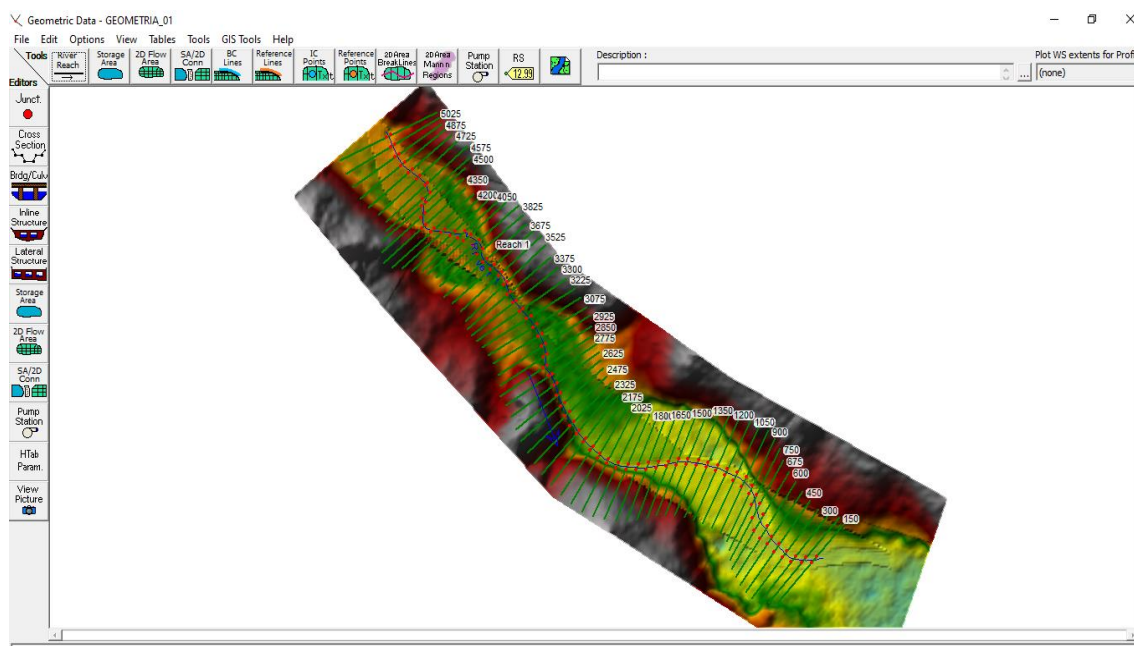 Geometric Data - GEOMETRIA_01
File Edit Options View Tables Tools GIS Tools Help
Tools
Editors
River Reach
Storage Area
2D Flow Area
SA/2D Conn
BC Lines
Reference Lines
IC Points
Reference Points
2D Area BreakLines
2D Area Mann n Regions
Pump Station
RS
12.99
Description :
...
Plot WS extents for Prof
(none)
Junct.
Cross Section
Brdg/Culv
Inline Structure
Lateral Structure
Storage Area
2D Flow Area
SA/2D Conn
Pump Station
HTab Param.
View Picture
5025
4875
4725
4575
4500
4350
4200
4050
3825
3675
3525
Reach 1
3375
3300
3225
3075
2925
2850
2775
2625
2475
2325
2175
2025
1650
1500
1350
1200
1050
900
750
675
600
450
300
150